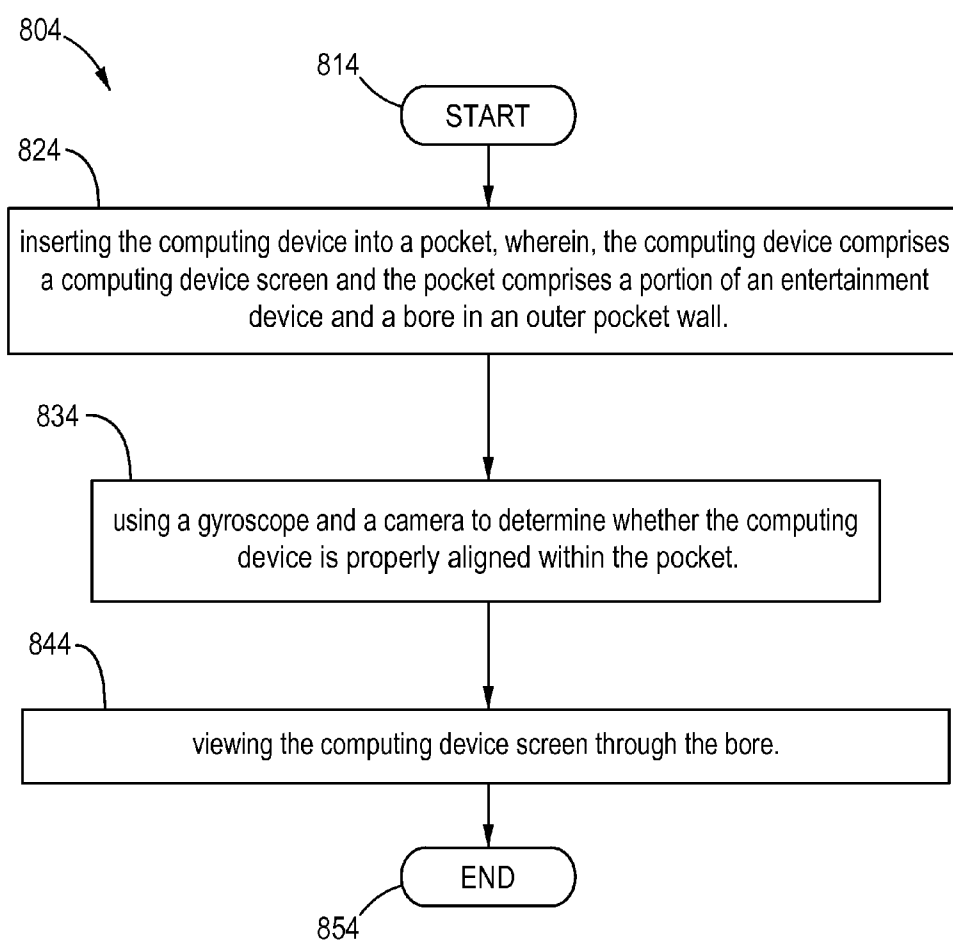 804
814
START
824
inserting the computing device into a pocket, wherein, the computing device comprises
a computing device screen and the pocket comprises a portion of an entertainment
device and a bore in an outer pocket wall.
834
using a gyroscope and a camera to determine whether the computing
device is properly aligned within the pocket.
844
viewing the computing device screen through the bore.
END
854